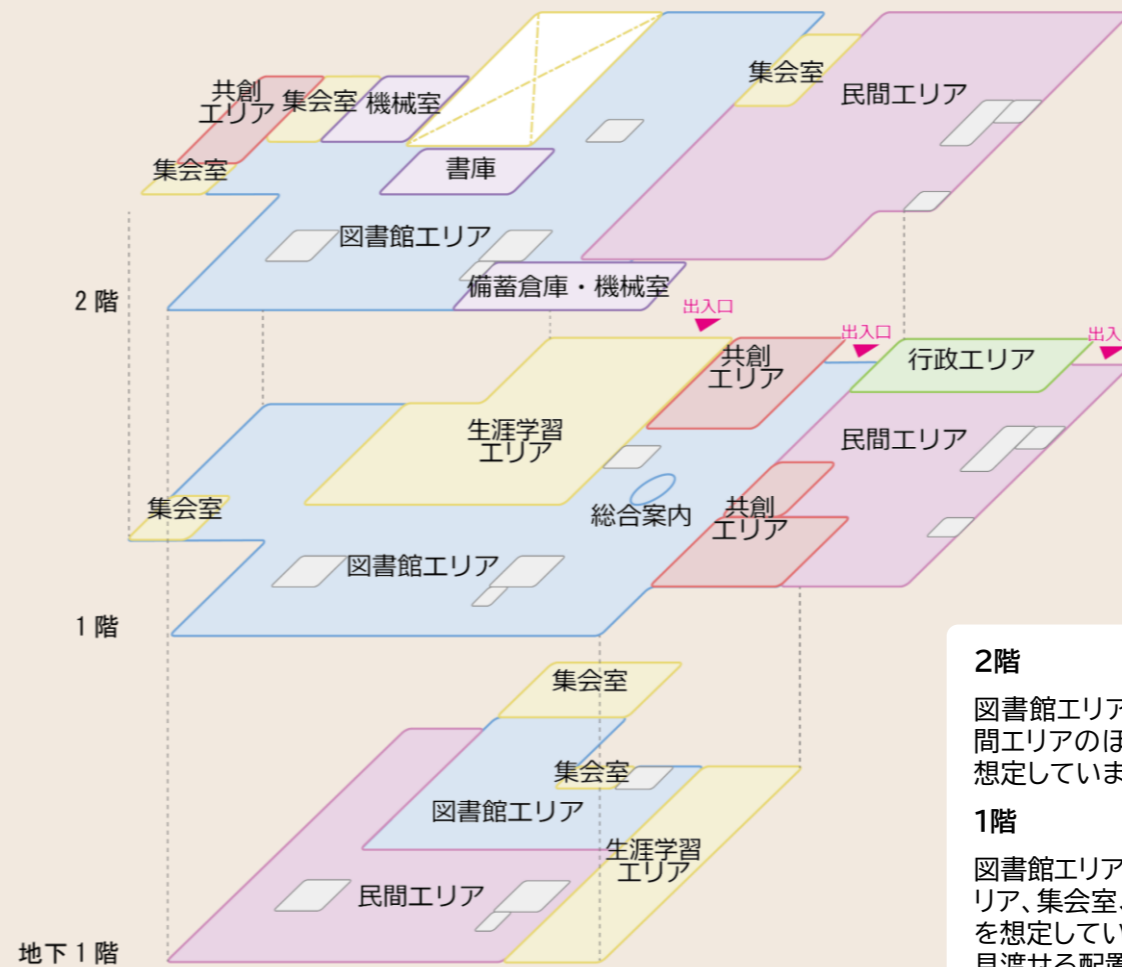 共創
エリア
集会室
機械室
集会室
民間エリア
集会室
書庫
図書館エリア
備蓄倉庫・機械室
2階
出入口
出入口
出入
共創
エリア
行政エリア
生涯学習
エリア
民間エリア
集会室
総合案内
共創
エリア
図書館エリア
1階
集会室
集会室
図書館エリア
生涯学習
エリア
民間エリア
地下1階
2階
図書館エリア
間エリアのほ
想定していま
1階
図書館エリア
リア、集会室、
を想定してい
見渡せる配置